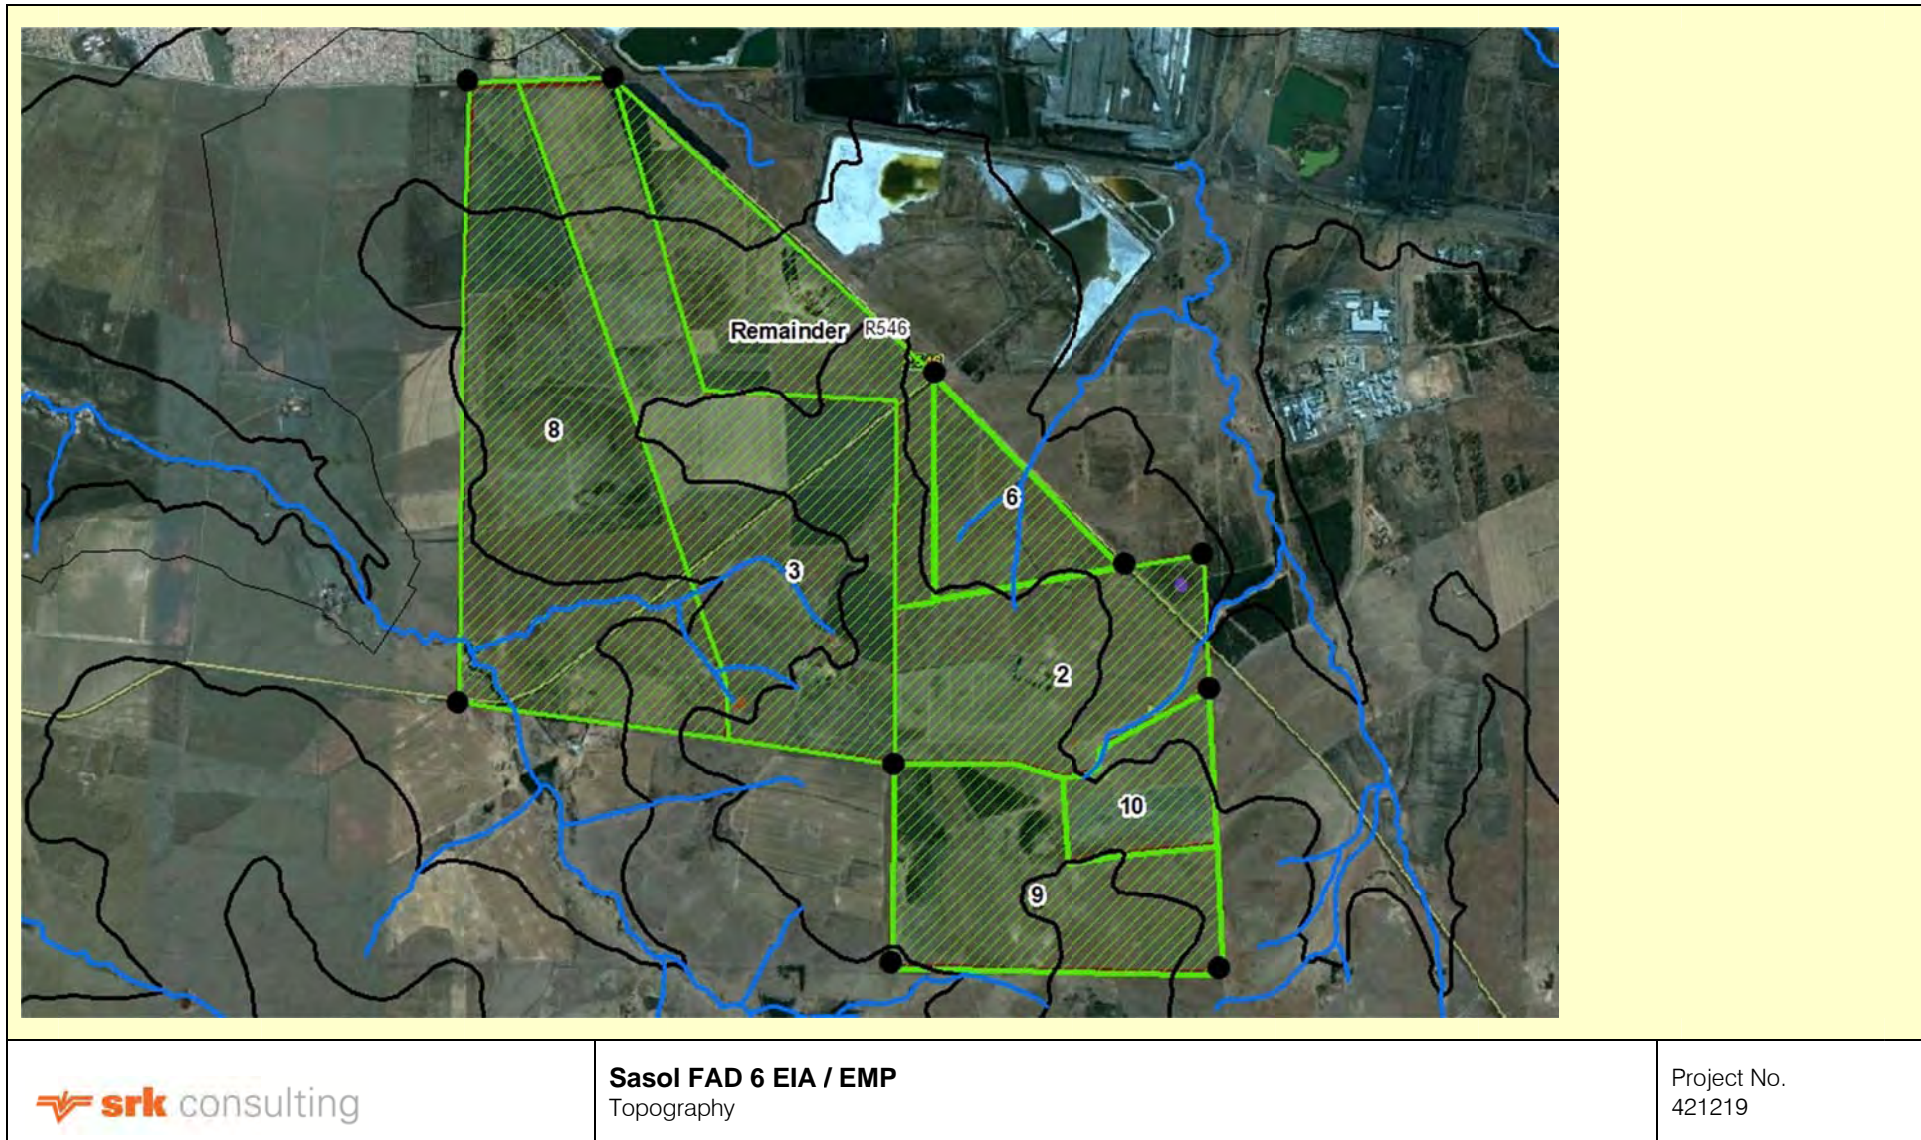 Remainder R546
8
6
3
2
10
9
srk consulting
Sasol FAD 6 EIA / EMP
Topography
Project No.
421219